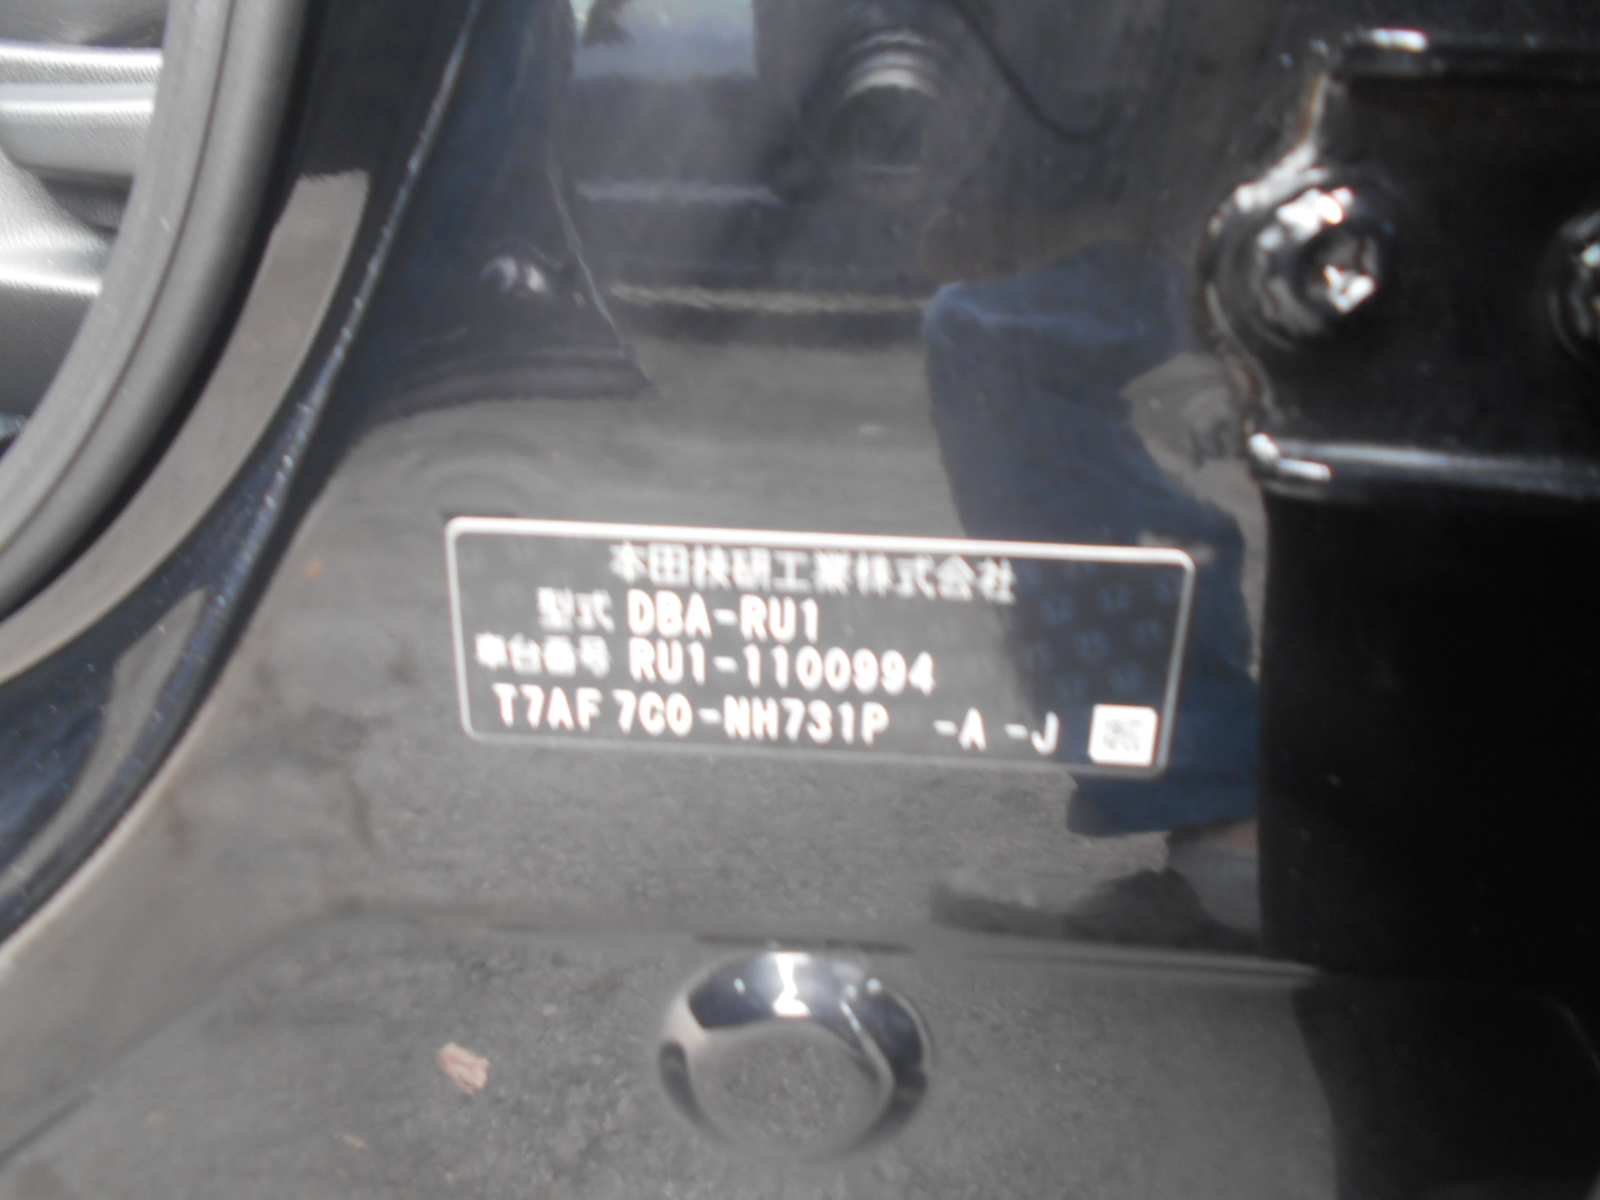 本田技研工業株式会社
型式 DBA-RU1
車台番号 RU1-1100994
T7AF 7C0-NH731P -A -J